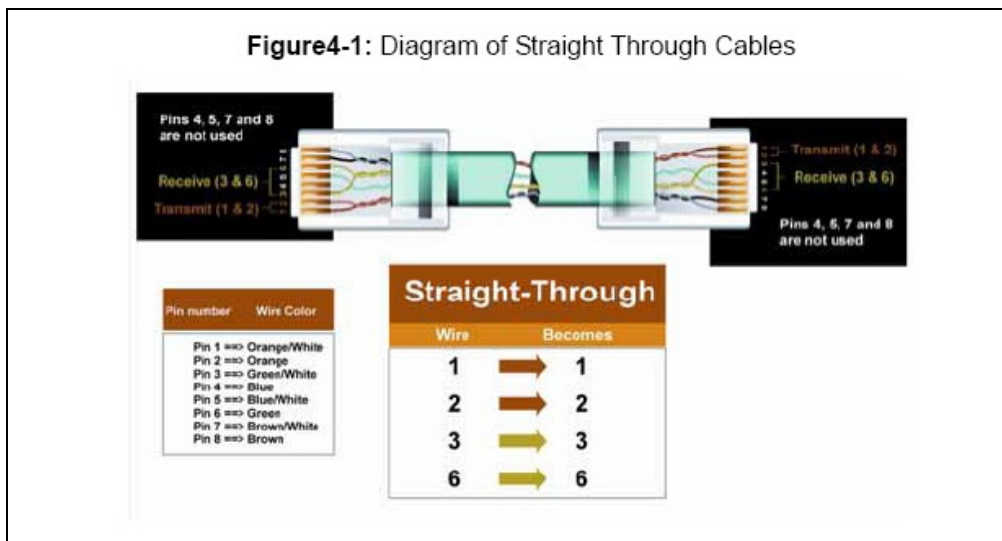 Figure4-1: Diagram of Straight Through Cables
Pins 4, 5, 7 and 8
are not used
Receive (3 & 6)
Transmit (1 & 2)
Transmit (1 & 2)
Receive (3 & 6)
Pins 4, 5, 7 and 8
are not used
Pin number Wire Color
Pin 1 ==> Orange/White
Pin 2 ==> Orange
Pin 3 ==> Green/White
Pin 4 ==> Blue
Pin 5 ==> Blue/White
Pin 6 ==> Green
Pin 7 ==> Brown/White
Pin 8 ==> Brown
Straight-Through
Wire Becomes
1 1
2 2
3 3
6 6